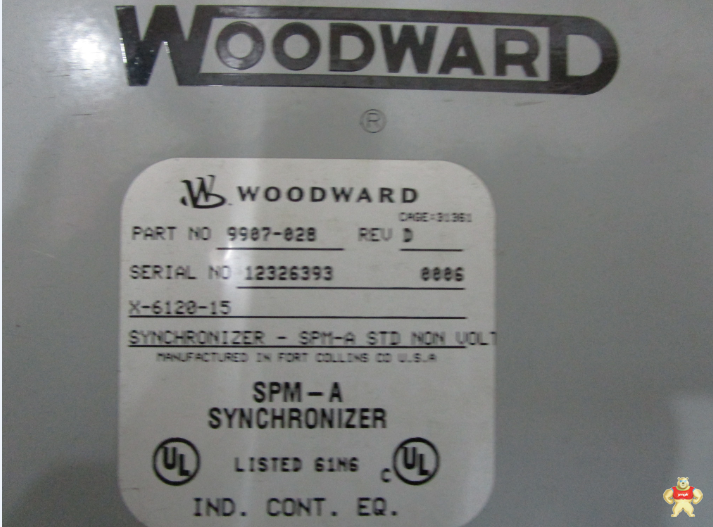 WOODWARD
®
WOODWARD
CAGE=31361
PART NO 9907-028 REV D
SERIAL NO 12326393 0006
X-6120-15
SYNCHRONIZER - SPM-A STD NON VOLT
MANUFACTURED IN FORT COLLINS CO U.S.A
SPM-A
SYNCHRONIZER
UL LISTED 61N6 C UL
IND. CONT. EQ.